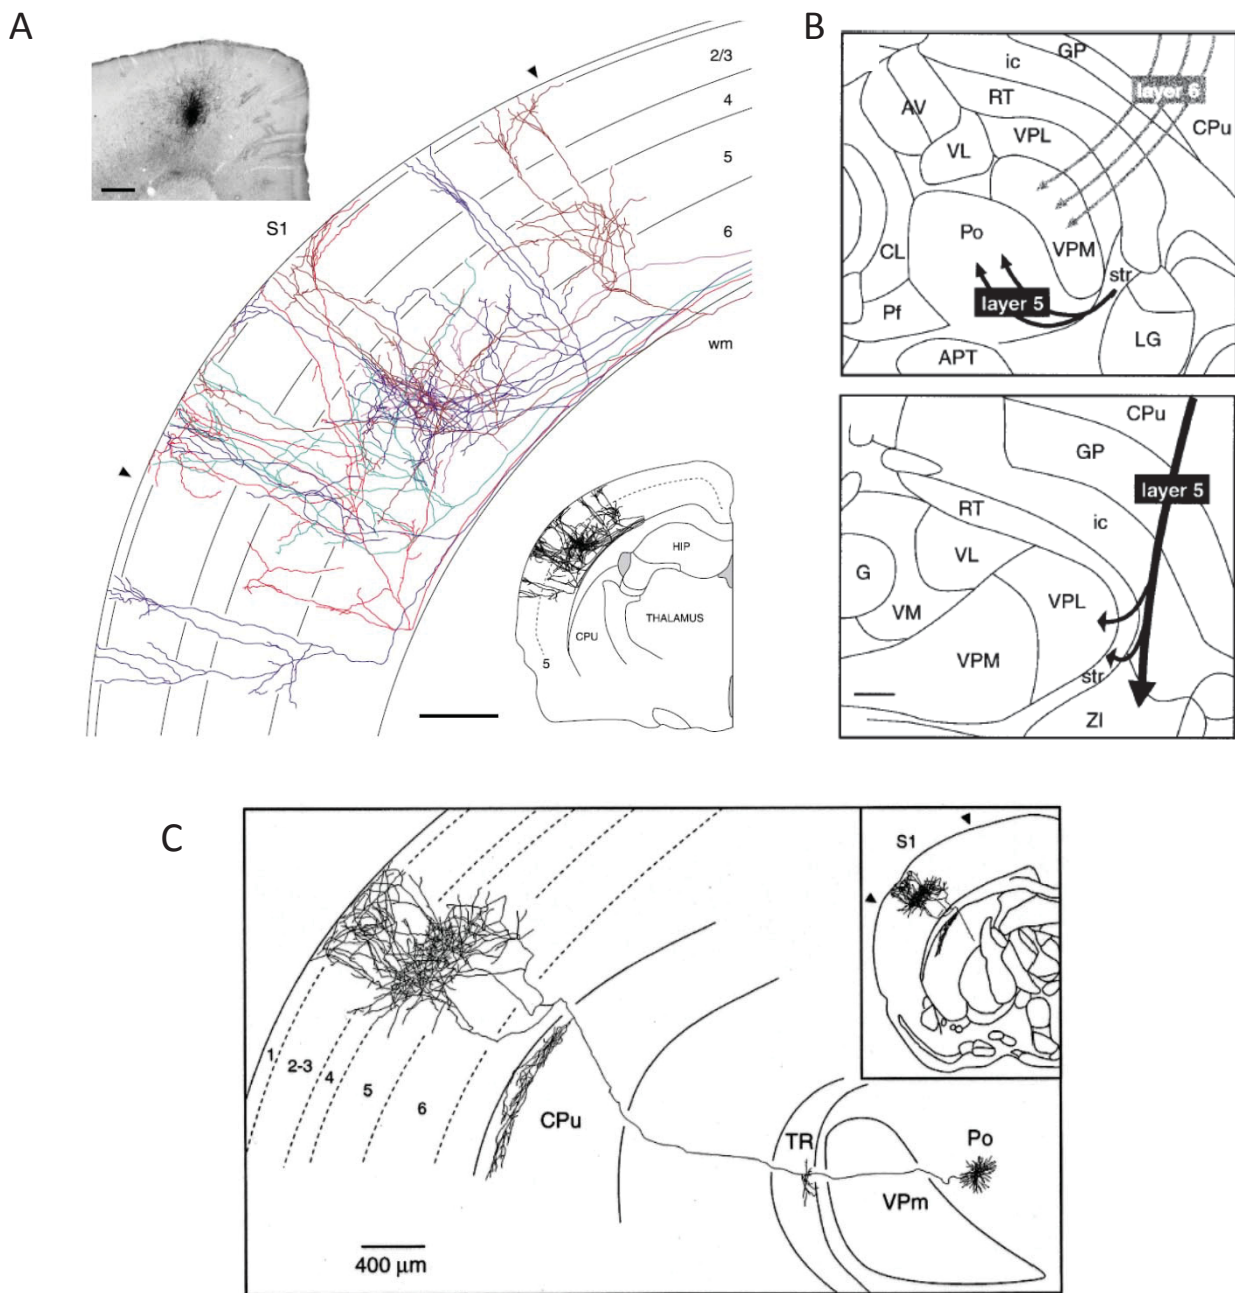 A
S1
2/3
4
5
6
wm
HIP
CPU
THALAMUS
5
B
GP
ic
layer 6
AV
RT
CPu
VL
VPL
Po
VPM
CL
str
layer 5
Pf
LG
APT
CPu
GP
layer 5
RT
ic
VL
G
VPL
VM
VPM
str
ZI
C
S1
1
2-3
4
5
6
CPu
TR
Po
VPm
400 µm